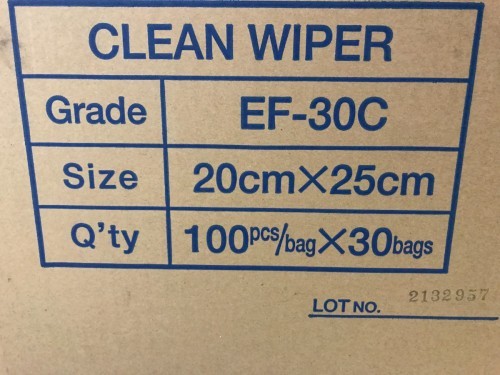 CLEAN WIPER
Grade EF-30C
Size 20cm×25cm
Q'ty 100pcs/bag×30bags
LOT NO. 2132957